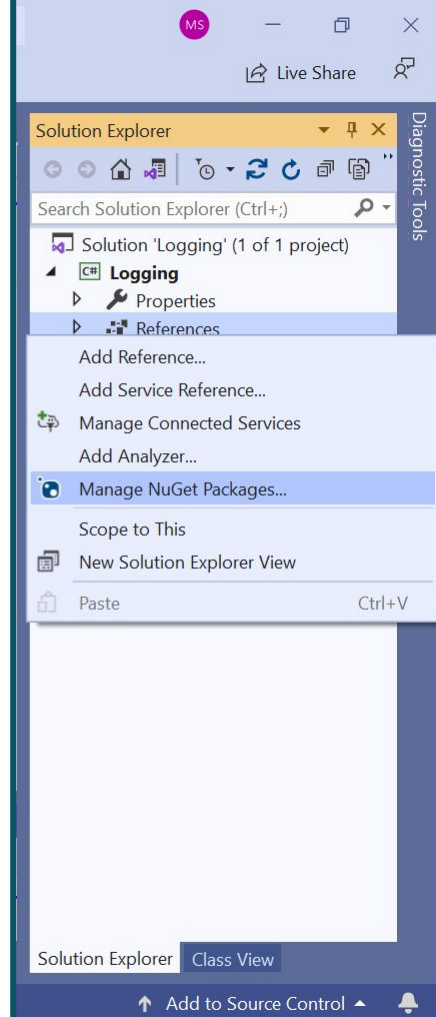 MS
Live Share
Solution Explorer
Search Solution Explorer (Ctrl+;)
Solution 'Logging' (1 of 1 project)
C# Logging
Properties
References
Add Reference...
Add Service Reference...
Manage Connected Services
Add Analyzer...
Manage NuGet Packages...
Scope to This
New Solution Explorer View
Paste Ctrl+V
Solution Explorer Class View
Add to Source Control
Diagnostic Tools